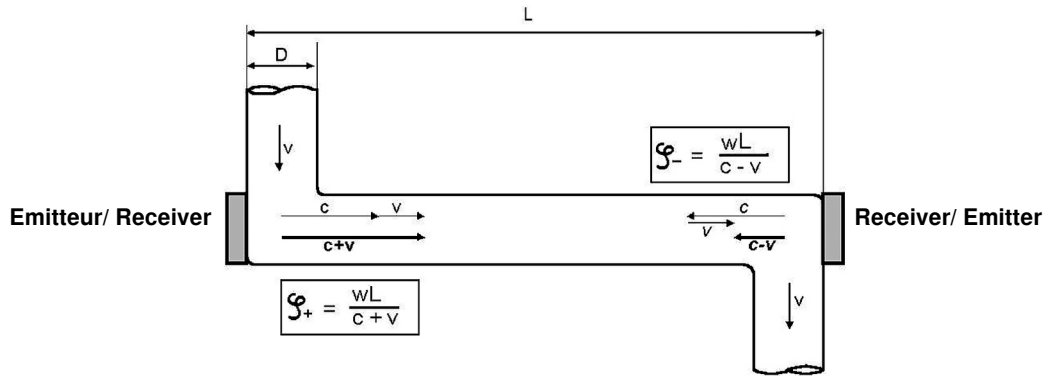 L
D
v
𝒮₋ = wL / c - v
Emitteur/ Receiver
c v
c+v
c
v
c-v
Receiver/ Emitter
φ₊ = wL / c + v
v